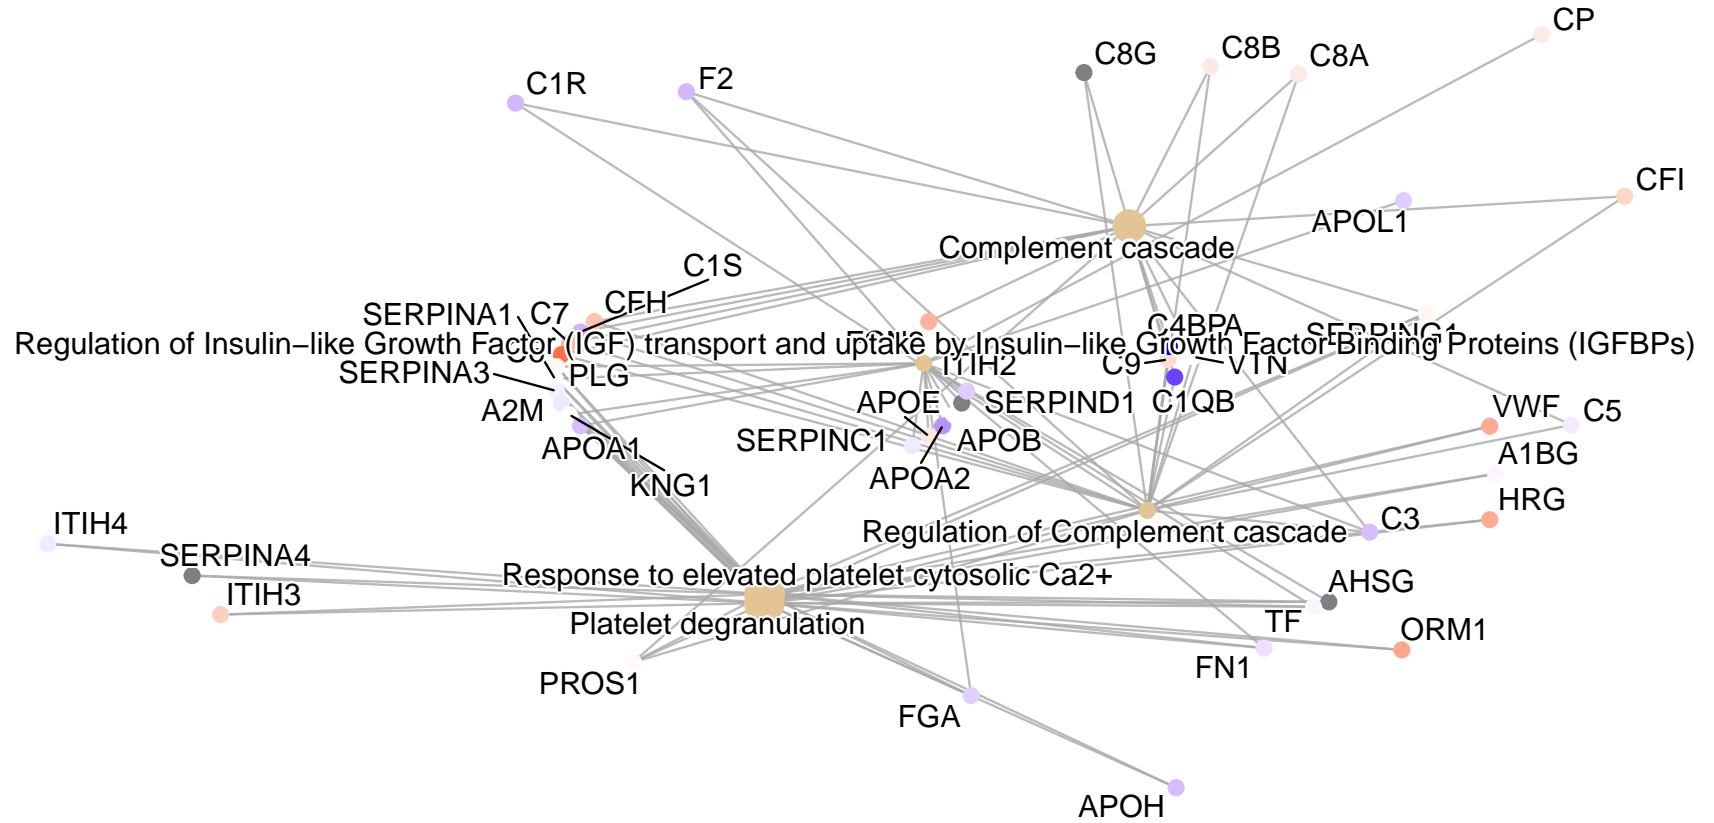 CP
C8G
C8B
C8A
C1R
F2
CFI
APOL1
Complement cascade
C1S
CFH
SERPINA1
C7
C4BPA
SERPING1
Regulation of Insulin−like Growth Factor (IGF) transport and uptake by Insulin−like Growth Factor Binding Proteins (IGFBPs)
ITIH2
C9
VTN
SERPINA3
PLG
A2M
APOE
SERPIND1
C1QB
VWF
C5
APOA1
SERPINC1
APOB
A1BG
APOA2
KNG1
HRG
ITIH4
C3
Regulation of Complement cascade
SERPINA4
Response to elevated platelet cytosolic Ca2+
AHSG
ITIH3
Platelet degranulation
TF
ORM1
FN1
PROS1
FGA
APOH